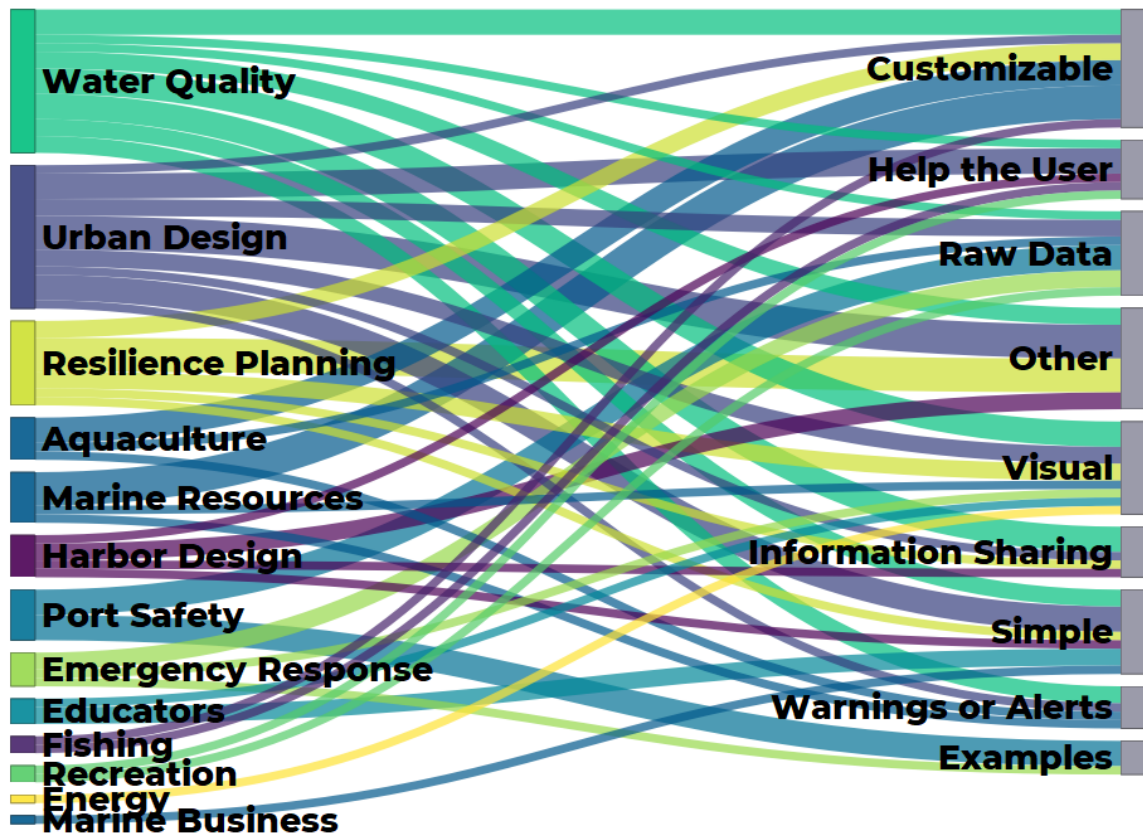 Water Quality
Urban Design
Resilience Planning
Aquaculture
Marine Resources
Harbor Design
Port Safety
Emergency Response
Educators
Fishing
Recreation
Energy
Marine Business
Customizable
Help the User
Raw Data
Other
Visual
Information Sharing
Simple
Warnings or Alerts
Examples